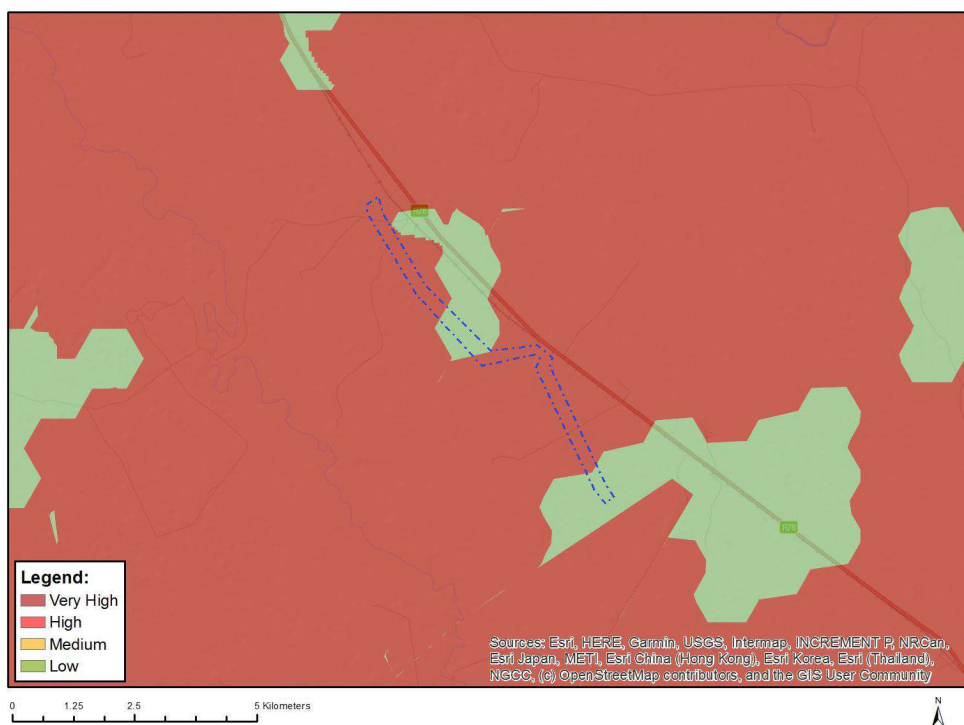 R76
Legend:
Very High
High
Medium
Low
Sources: Esri, HERE, Garmin, USGS, Intermap, INCREMENT P, NRCan,
Esri Japan, METI, Esri China (Hong Kong), Esri Korea, Esri (Thailand),
NGCC, (c) OpenStreetMap contributors, and the GIS User Community
0 1.25 2.5 5 Kilometers
N